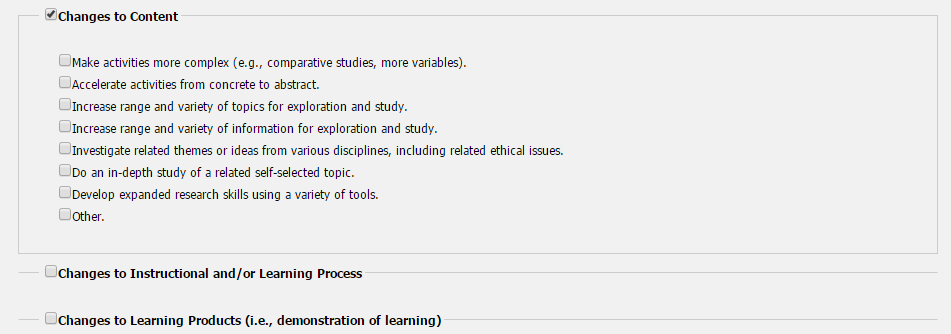 Changes to Content
Make activities more complex (e.g., comparative studies, more variables).
Accelerate activities from concrete to abstract.
Increase range and variety of topics for exploration and study.
Increase range and variety of information for exploration and study.
Investigate related themes or ideas from various disciplines, including related ethical issues.
Do an in-depth study of a related self-selected topic.
Develop expanded research skills using a variety of tools.
Other.
Changes to Instructional and/or Learning Process
Changes to Learning Products (i.e., demonstration of learning)